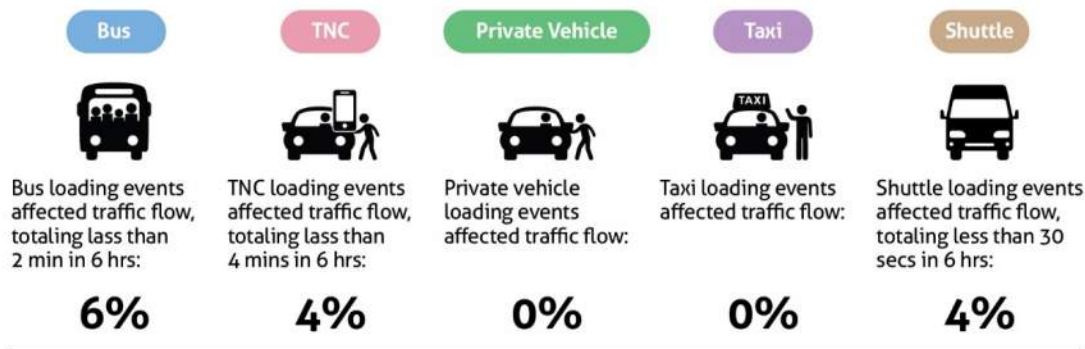 Bus
TNC
Private Vehicle
Taxi
Shuttle
TAXI
Bus loading events
affected traffic flow,
totaling lass than
2 min in 6 hrs:
6%
TNC loading events
affected traffic flow,
totaling lass than
4 mins in 6 hrs:
4%
Private vehicle
loading events
affected traffic flow:
0%
Taxi loading events
affected traffic flow:
0%
Shuttle loading events
affected traffic flow,
totaling less than 30
secs in 6 hrs:
4%